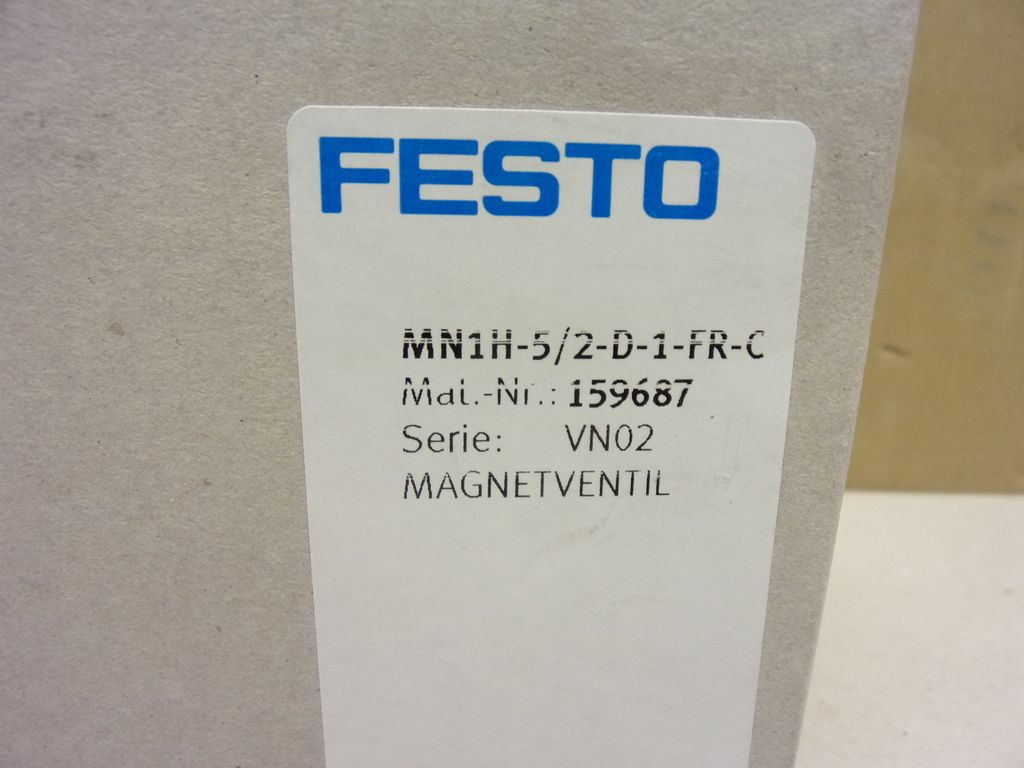 FESTO
MN1H-5/2-D-1-FR-C
Mat.-Nr.: 159687
Serie: VN02
MAGNETVENTIL